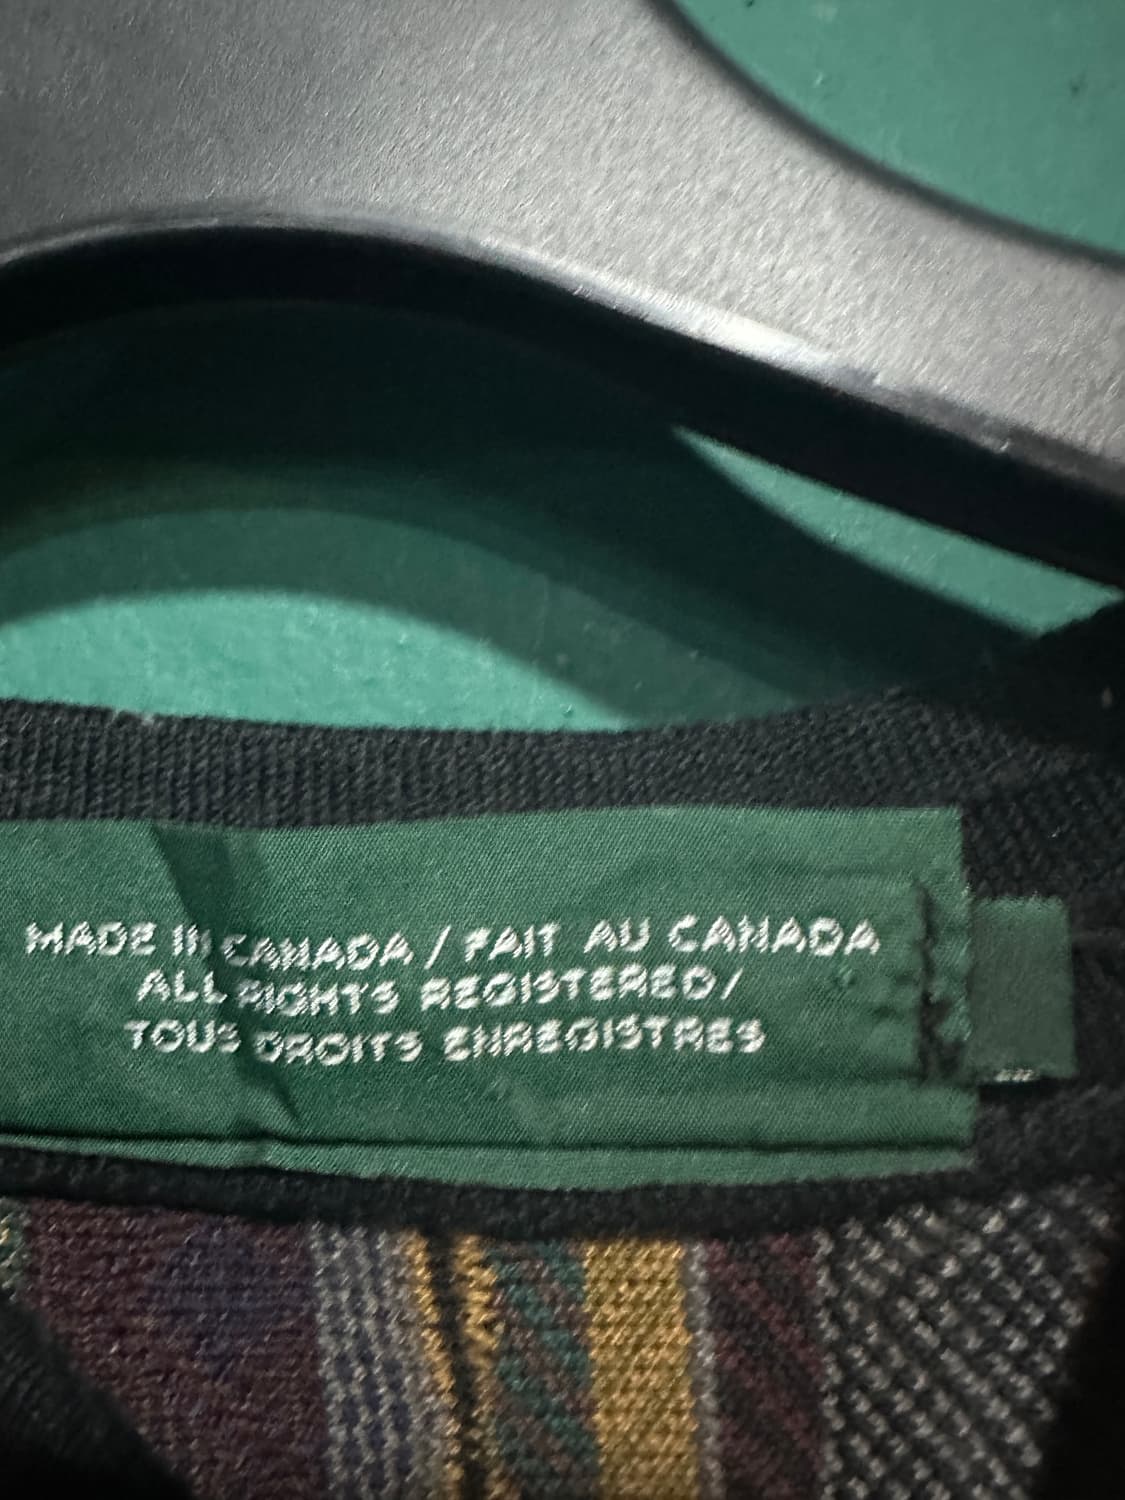 MADE IN CANADA / FAIT AU CANADA
ALL RIGHTS REGISTERED/
TOUS DROITS ENREGISTRES